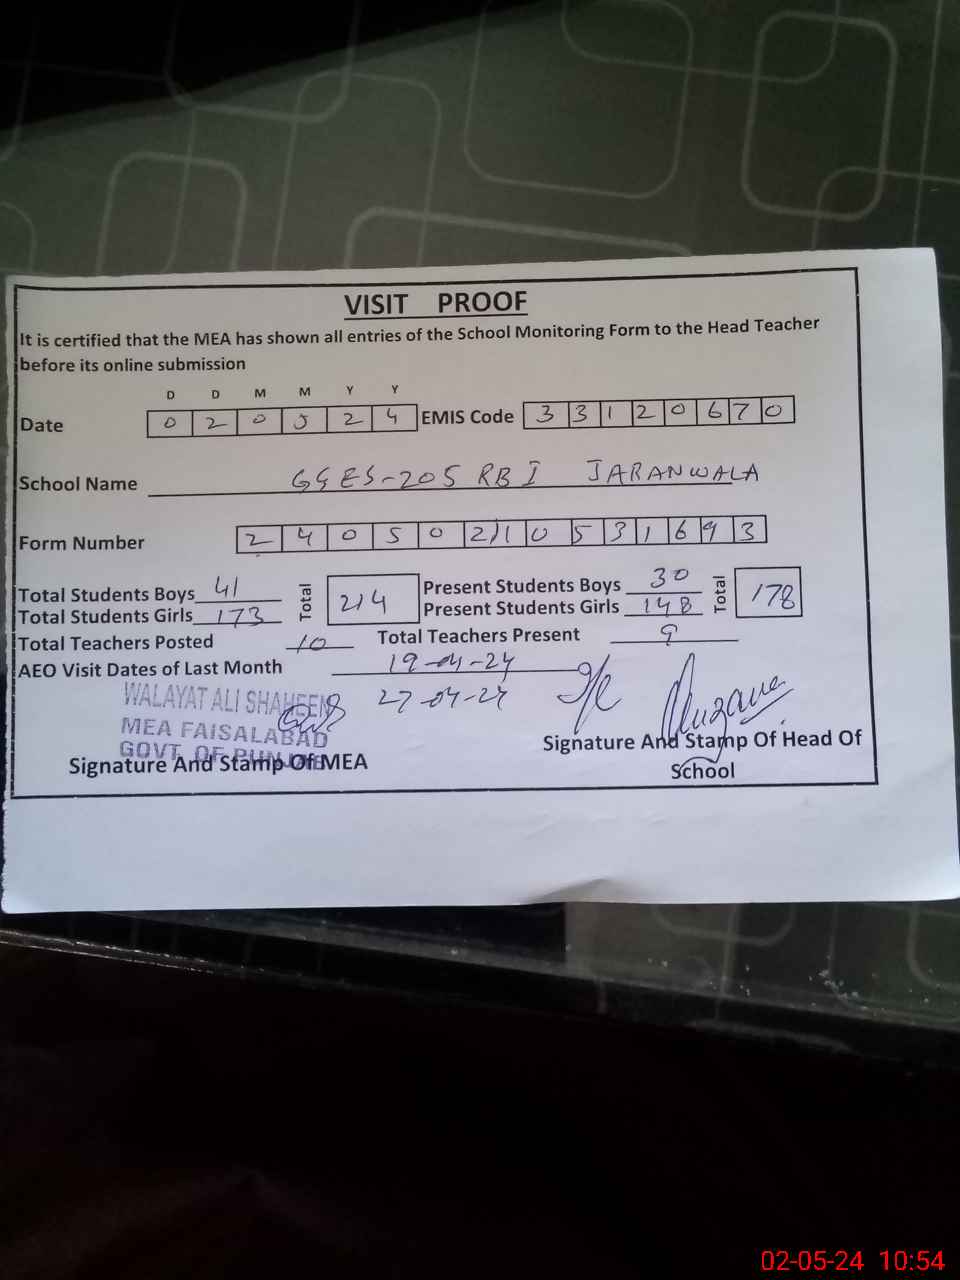 VISIT PROOF
It is certified that the MEA has shown all entries of the School Monitoring Form to the Head Teacher
before its online submission
D D M M Y Y
Date 0 2 0 5 2 4 EMIS Code 3 3 1 2 0 6 7 0
School Name GGES-205 RB I JARANWALA
Form Number 2 4 0 5 0 2 1 0 5 3 1 6 9 3
Total Students Boys 41 Total 214 Present Students Boys 30 Total 178
Total Students Girls 173 Present Students Girls 148
Total Teachers Posted 10 Total Teachers Present 9
AEO Visit Dates of Last Month 19-04-24
27-04-24
WALAYAT ALI SHAHEEN
MEA FAISALABAD
GOVT. OF PUNJAB
Signature And Stamp Of MEA
Signature And Stamp Of Head Of
School
02-05-24 10:54